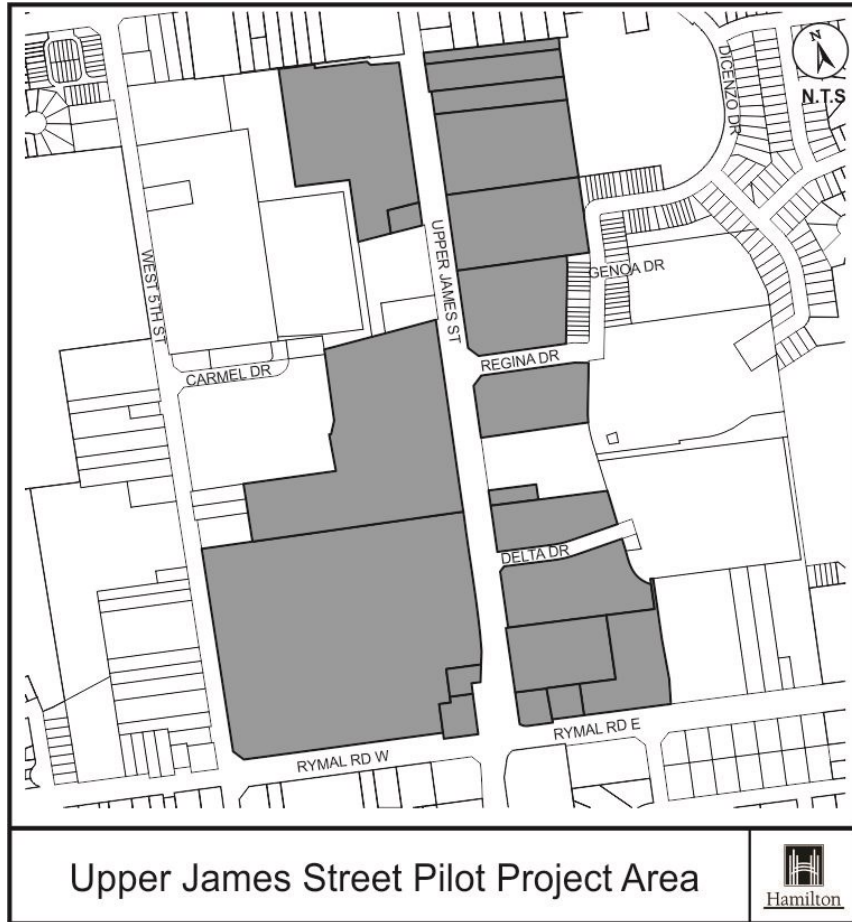 N
N.T.S
DICENZO DR
UPPER JAMES ST
WEST 5TH ST
GENOA DR
REGINA DR
CARMEL DR
DELTA DR
RYMAL RD E
RYMAL RD W
Upper James Street Pilot Project Area
Hamilton